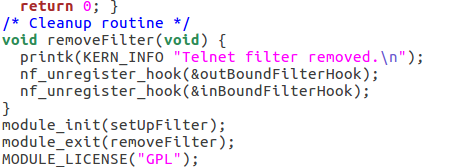 return 0; }
/* Cleanup routine */
void removeFilter(void) {
printk(KERN_INFO "Telnet filter removed.\n");
nf_unregister_hook(&outBoundFilterHook);
nf_unregister_hook(&inBoundFilterHook);
}
module_init(setUpFilter);
module_exit(removeFilter);
MODULE_LICENSE("GPL");